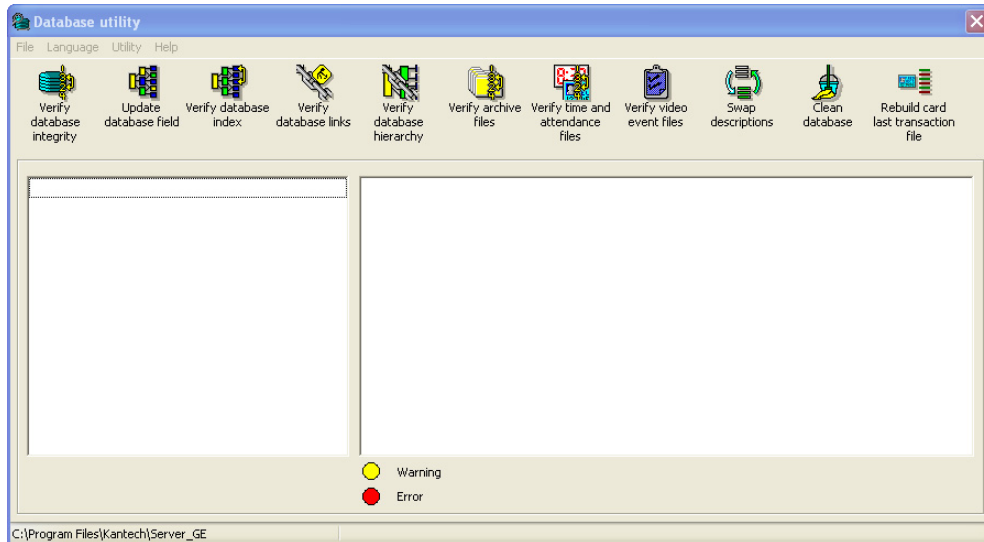 Database utility
File Language Utility Help
Verify database integrity
Update database field
Verify database index
Verify database links
Verify database hierarchy
Verify archive files
Verify time and attendance files
Verify video event files
Swap descriptions
Clean database
Rebuild card last transaction file
Warning
Error
C:\Program Files\Kantech\Server_GE